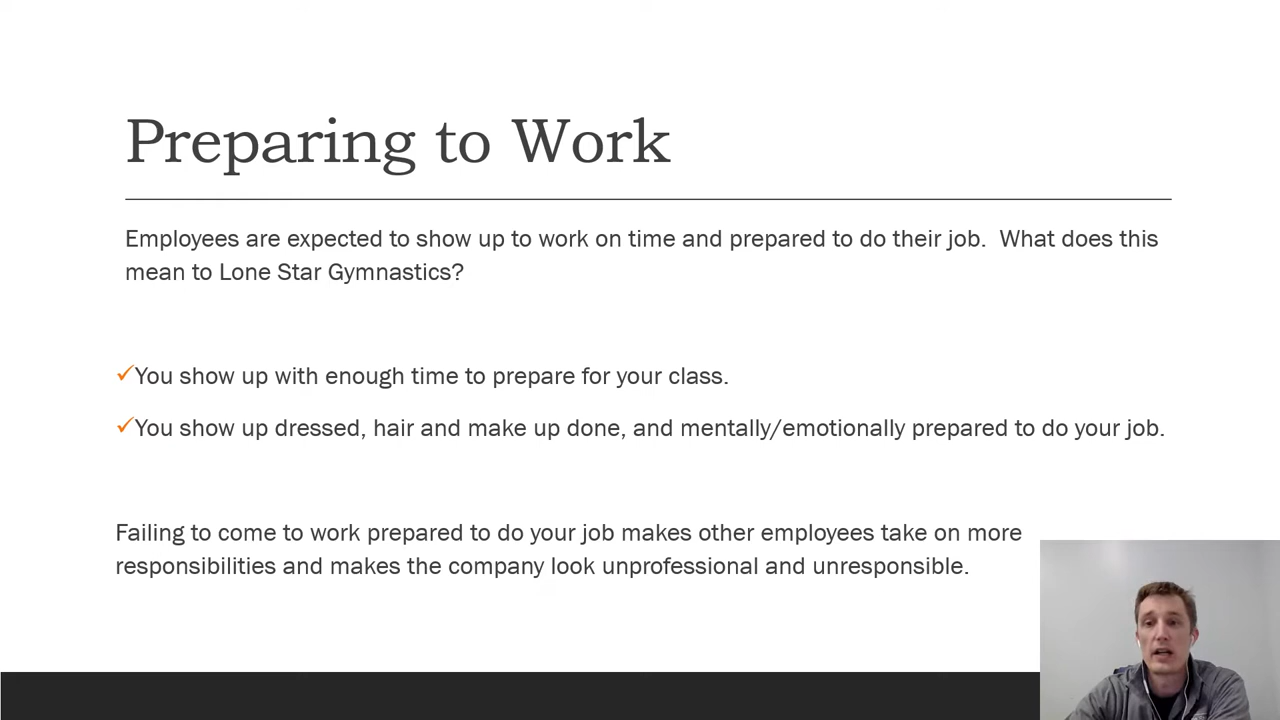 Preparing to Work
Employees are expected to show up to work on time and prepared to do their job.  What does this
mean to Lone Star Gymnastics?
✓You show up with enough time to prepare for your class.
✓You show up dressed, hair and make up done, and mentally/emotionally prepared to do your job.
Failing to come to work prepared to do your job makes other employees take on more
responsibilities and makes the company look unprofessional and unresponsible.